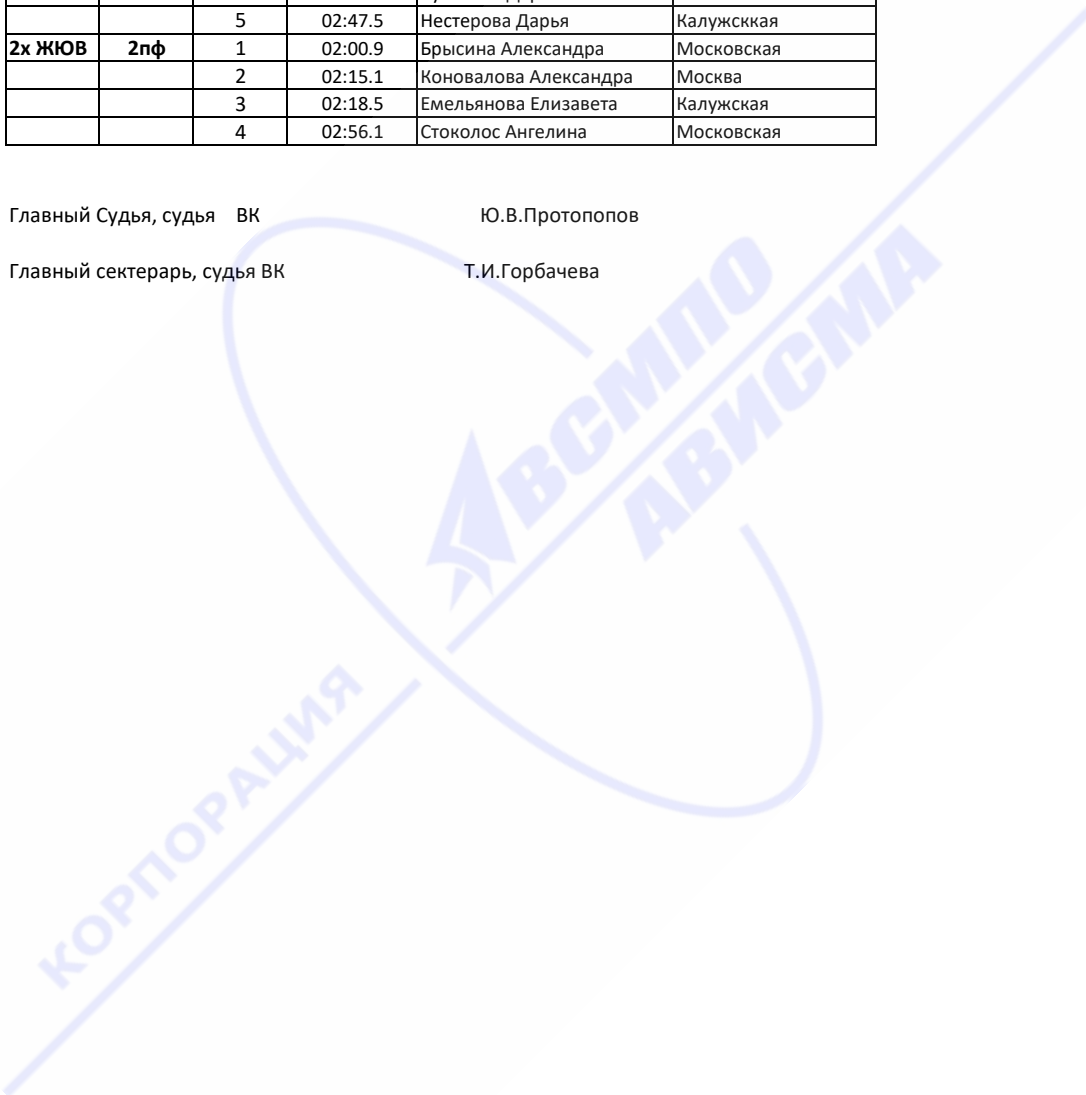 5 02:47.5 Нестерова Дарья Калужсккая
2х ЖЮВ 2пф 1 02:00.9 Брысина Александра Московская
2 02:15.1 Коновалова Александра Москва
3 02:18.5 Емельянова Елизавета Калужская
4 02:56.1 Стоколос Ангелина Московская
Главный Судья, судья ВК Ю.В.Протопопов
Главный сектерарь, судья ВК Т.И.Горбачева
ВСМПО
АВИСМА
КОРПОРАЦИЯ